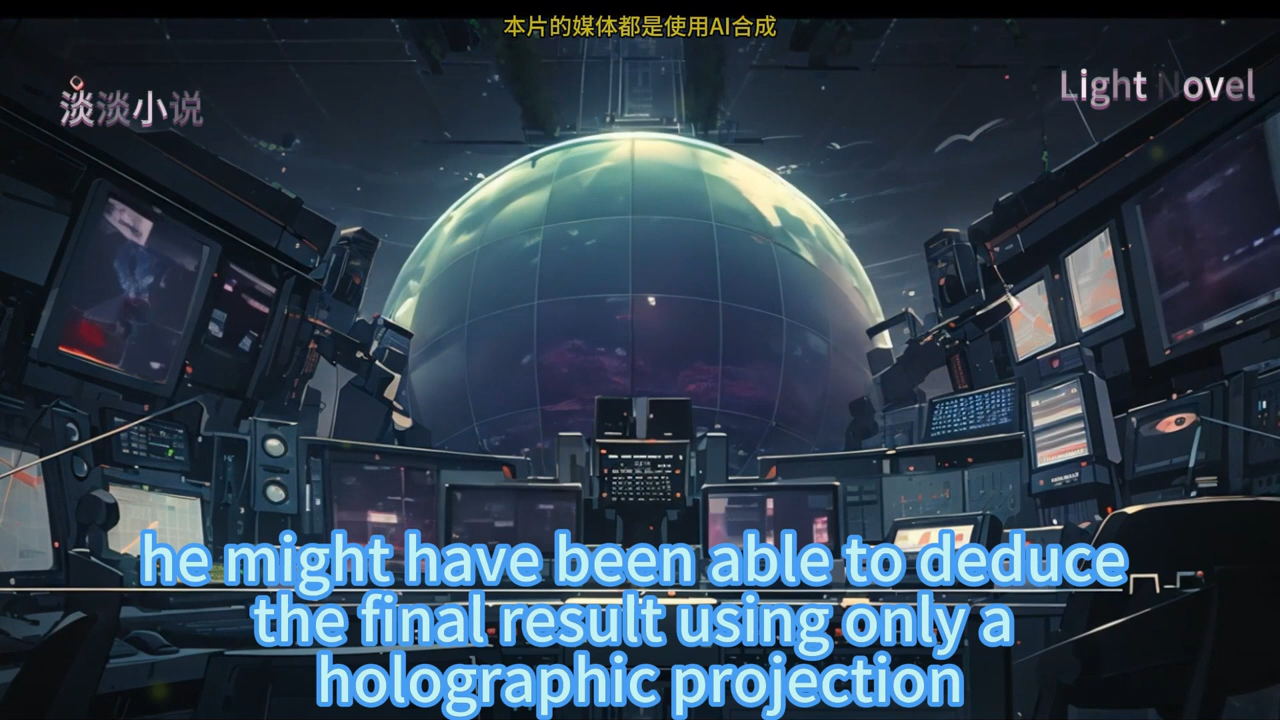 本片的媒体都是使用AI合成
淡淡小说
Light Novel
he might have been able to deduce
the final result using only a
holographic projection